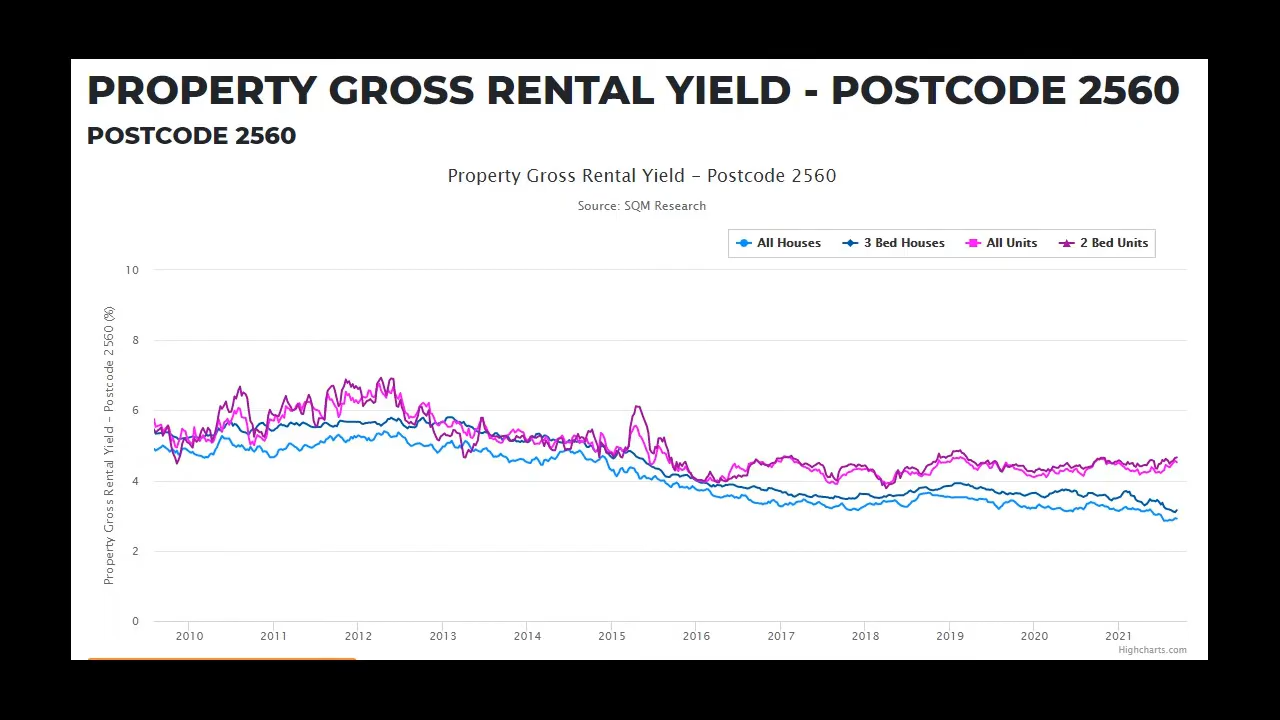 PROPERTY GROSS RENTAL YIELD - POSTCODE 2560
POSTCODE 2560
Property Gross Rental Yield – Postcode 2560
Source: SQM Research
All Houses 3 Bed Houses All Units 2 Bed Units
Property Gross Rental Yield – Postcode 2560 (%)
10
8
6
4
2
0
2010 2011 2012 2013 2014 2015 2016 2017 2018 2019 2020 2021
Highcharts.com